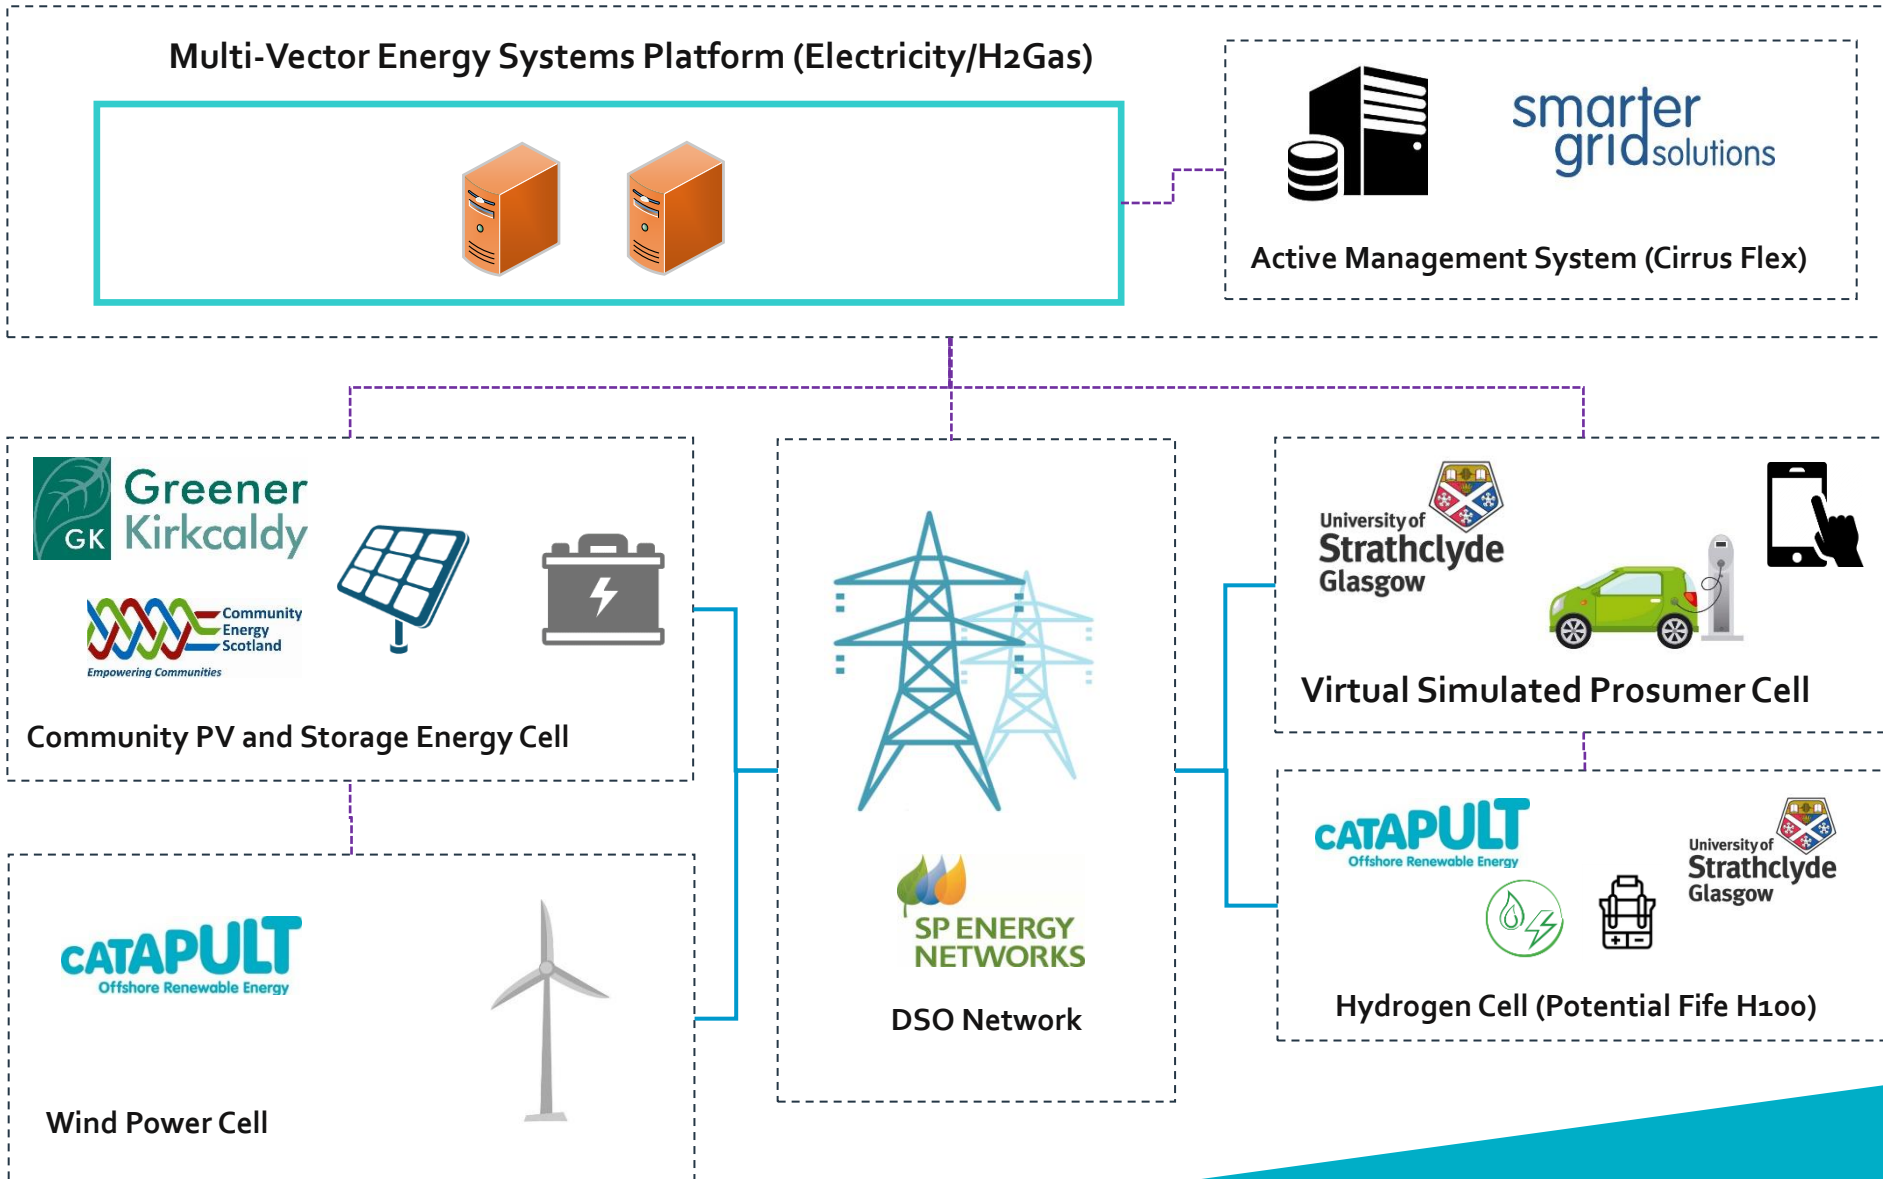 Multi-Vector Energy Systems Platform (Electricity/H2Gas)
smarter
gridsolutions
Active Management System (Cirrus Flex)
GK
Greener
Kirkcaldy
Community
Energy
Scotland
Empowering Communities
Community PV and Storage Energy Cell
CATAPULT
Offshore Renewable Energy
Wind Power Cell
SP ENERGY
NETWORKS
DSO Network
University of
Strathclyde
Glasgow
Virtual Simulated Prosumer Cell
CATAPULT
Offshore Renewable Energy
University of
Strathclyde
Glasgow
Hydrogen Cell (Potential Fife H100)